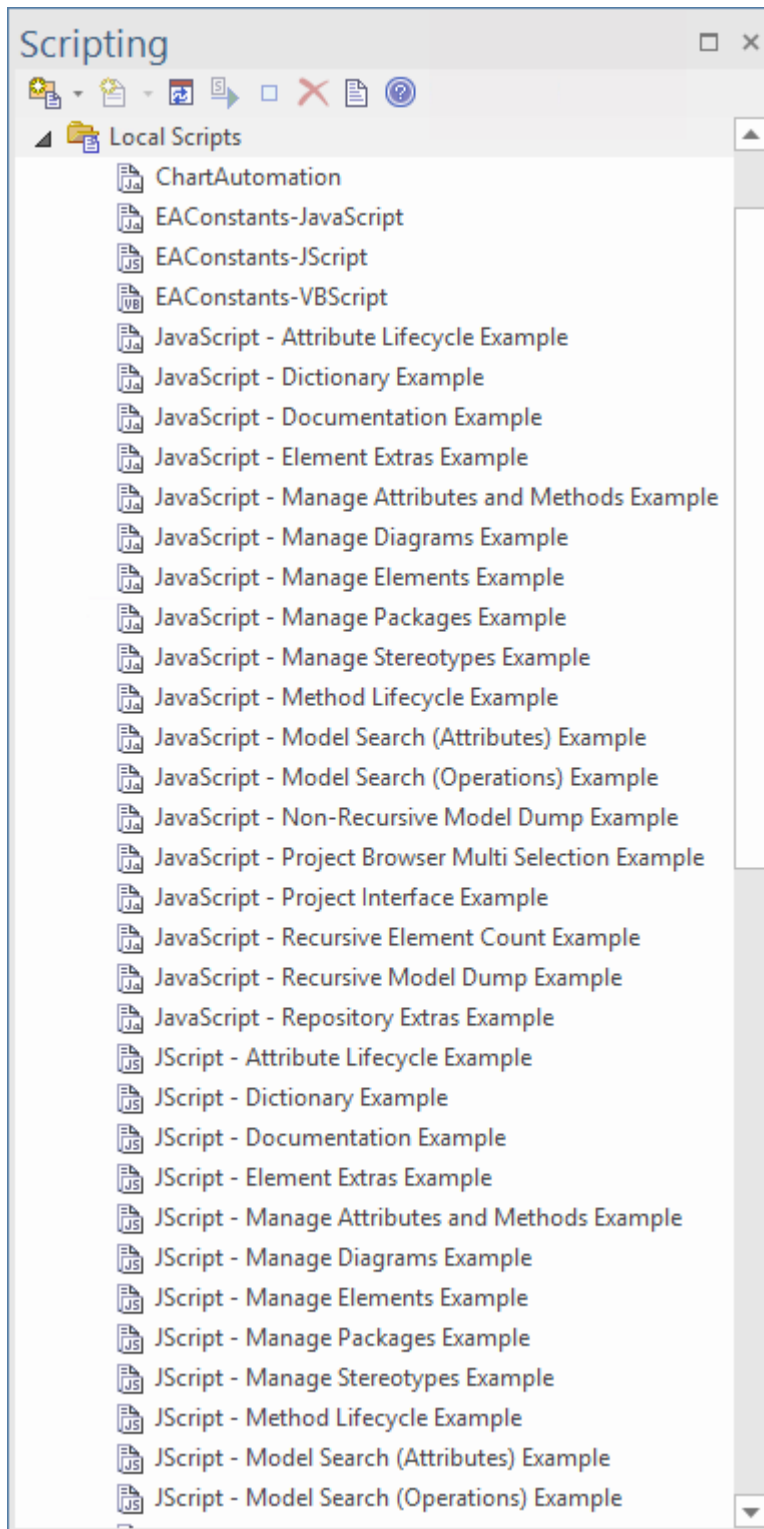 Scripting
Local Scripts
ChartAutomation
EAConstants-JavaScript
EAConstants-JScript
EAConstants-VBScript
JavaScript - Attribute Lifecycle Example
JavaScript - Dictionary Example
JavaScript - Documentation Example
JavaScript - Element Extras Example
JavaScript - Manage Attributes and Methods Example
JavaScript - Manage Diagrams Example
JavaScript - Manage Elements Example
JavaScript - Manage Packages Example
JavaScript - Manage Stereotypes Example
JavaScript - Method Lifecycle Example
JavaScript - Model Search (Attributes) Example
JavaScript - Model Search (Operations) Example
JavaScript - Non-Recursive Model Dump Example
JavaScript - Project Browser Multi Selection Example
JavaScript - Project Interface Example
JavaScript - Recursive Element Count Example
JavaScript - Recursive Model Dump Example
JavaScript - Repository Extras Example
JScript - Attribute Lifecycle Example
JScript - Dictionary Example
JScript - Documentation Example
JScript - Element Extras Example
JScript - Manage Attributes and Methods Example
JScript - Manage Diagrams Example
JScript - Manage Elements Example
JScript - Manage Packages Example
JScript - Manage Stereotypes Example
JScript - Method Lifecycle Example
JScript - Model Search (Attributes) Example
JScript - Model Search (Operations) Example